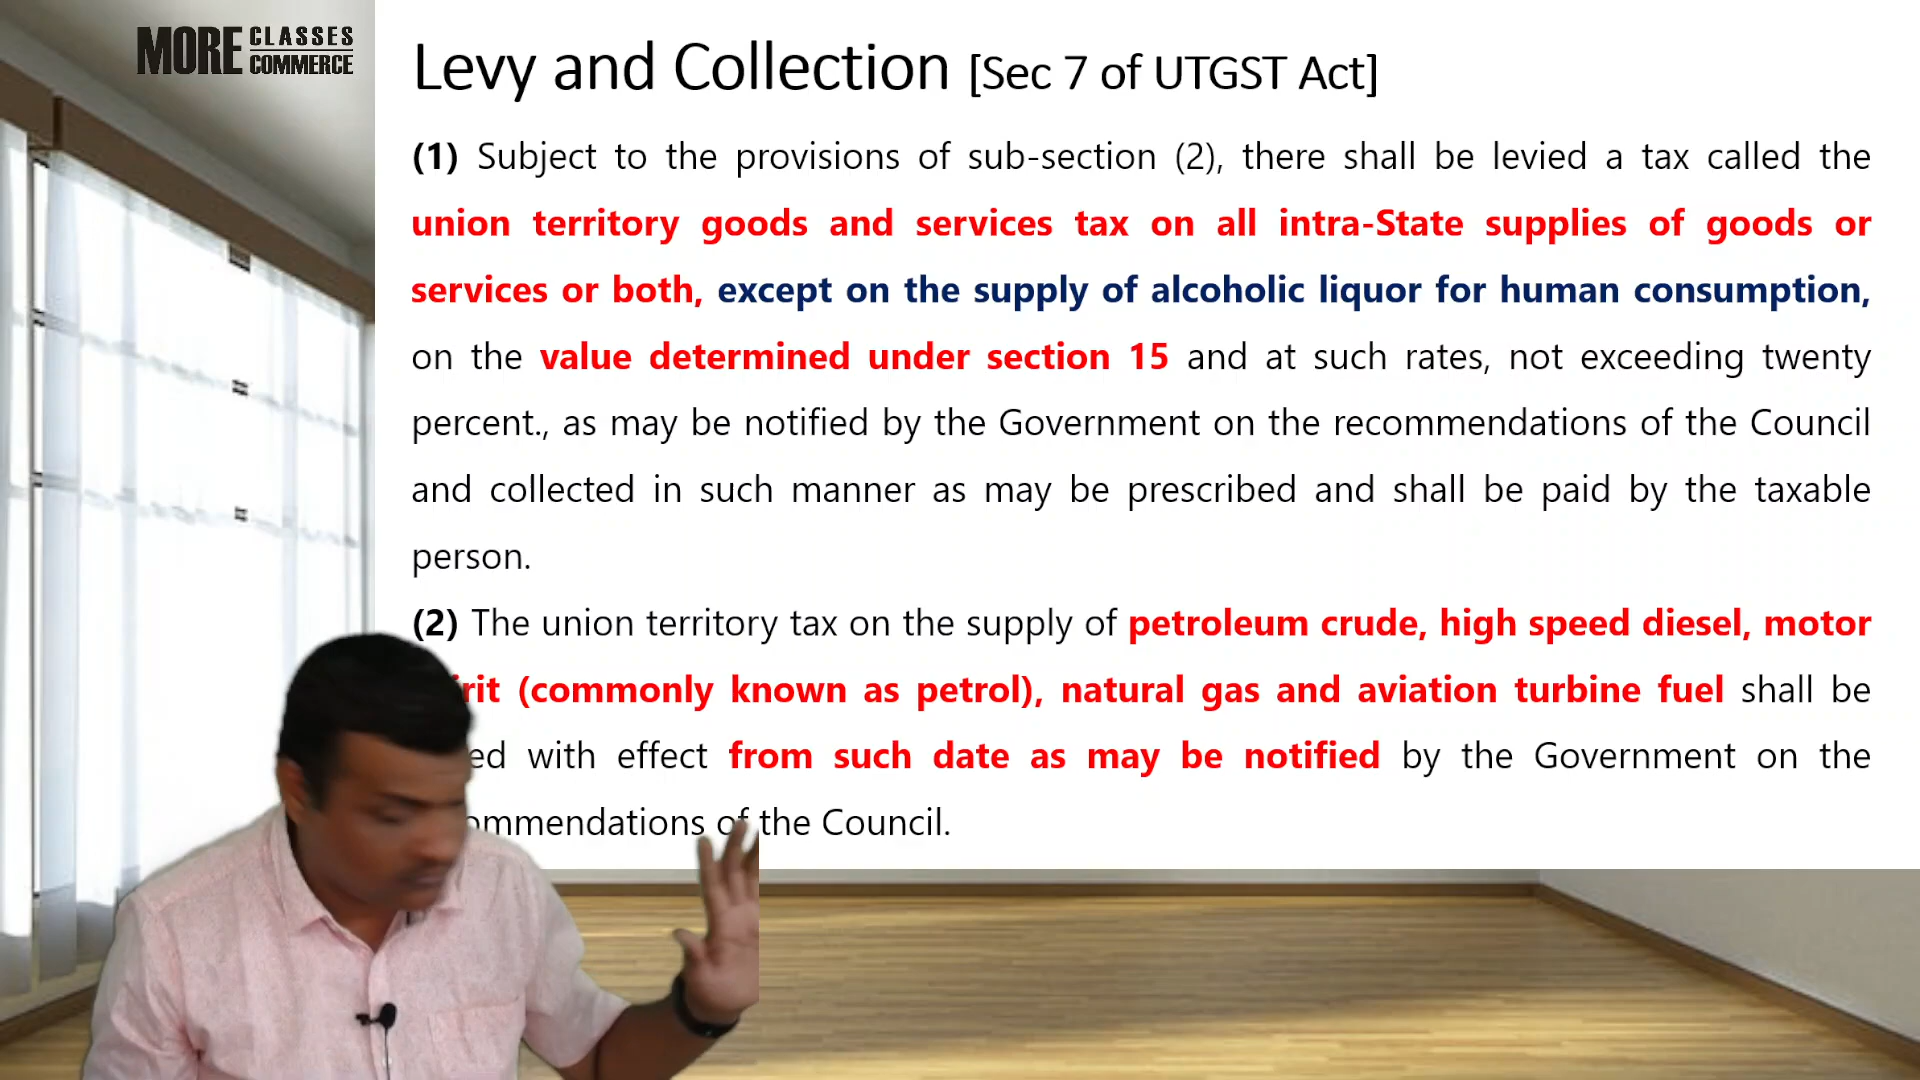 MORE CLASSES COMMERCE
Levy and Collection [Sec 7 of UTGST Act]
(1) Subject to the provisions of sub-section (2), there shall be levied a tax called the
union territory goods and services tax on all intra-State supplies of goods or
services or both, except on the supply of alcoholic liquor for human consumption,
on the value determined under section 15 and at such rates, not exceeding twenty
percent., as may be notified by the Government on the recommendations of the Council
and collected in such manner as may be prescribed and shall be paid by the taxable
person.
(2) The union territory tax on the supply of petroleum crude, high speed diesel, motor
(commonly known as petrol), natural gas and aviation turbine fuel shall be
with effect from such date as may be notified by the Government on the
of the Council.